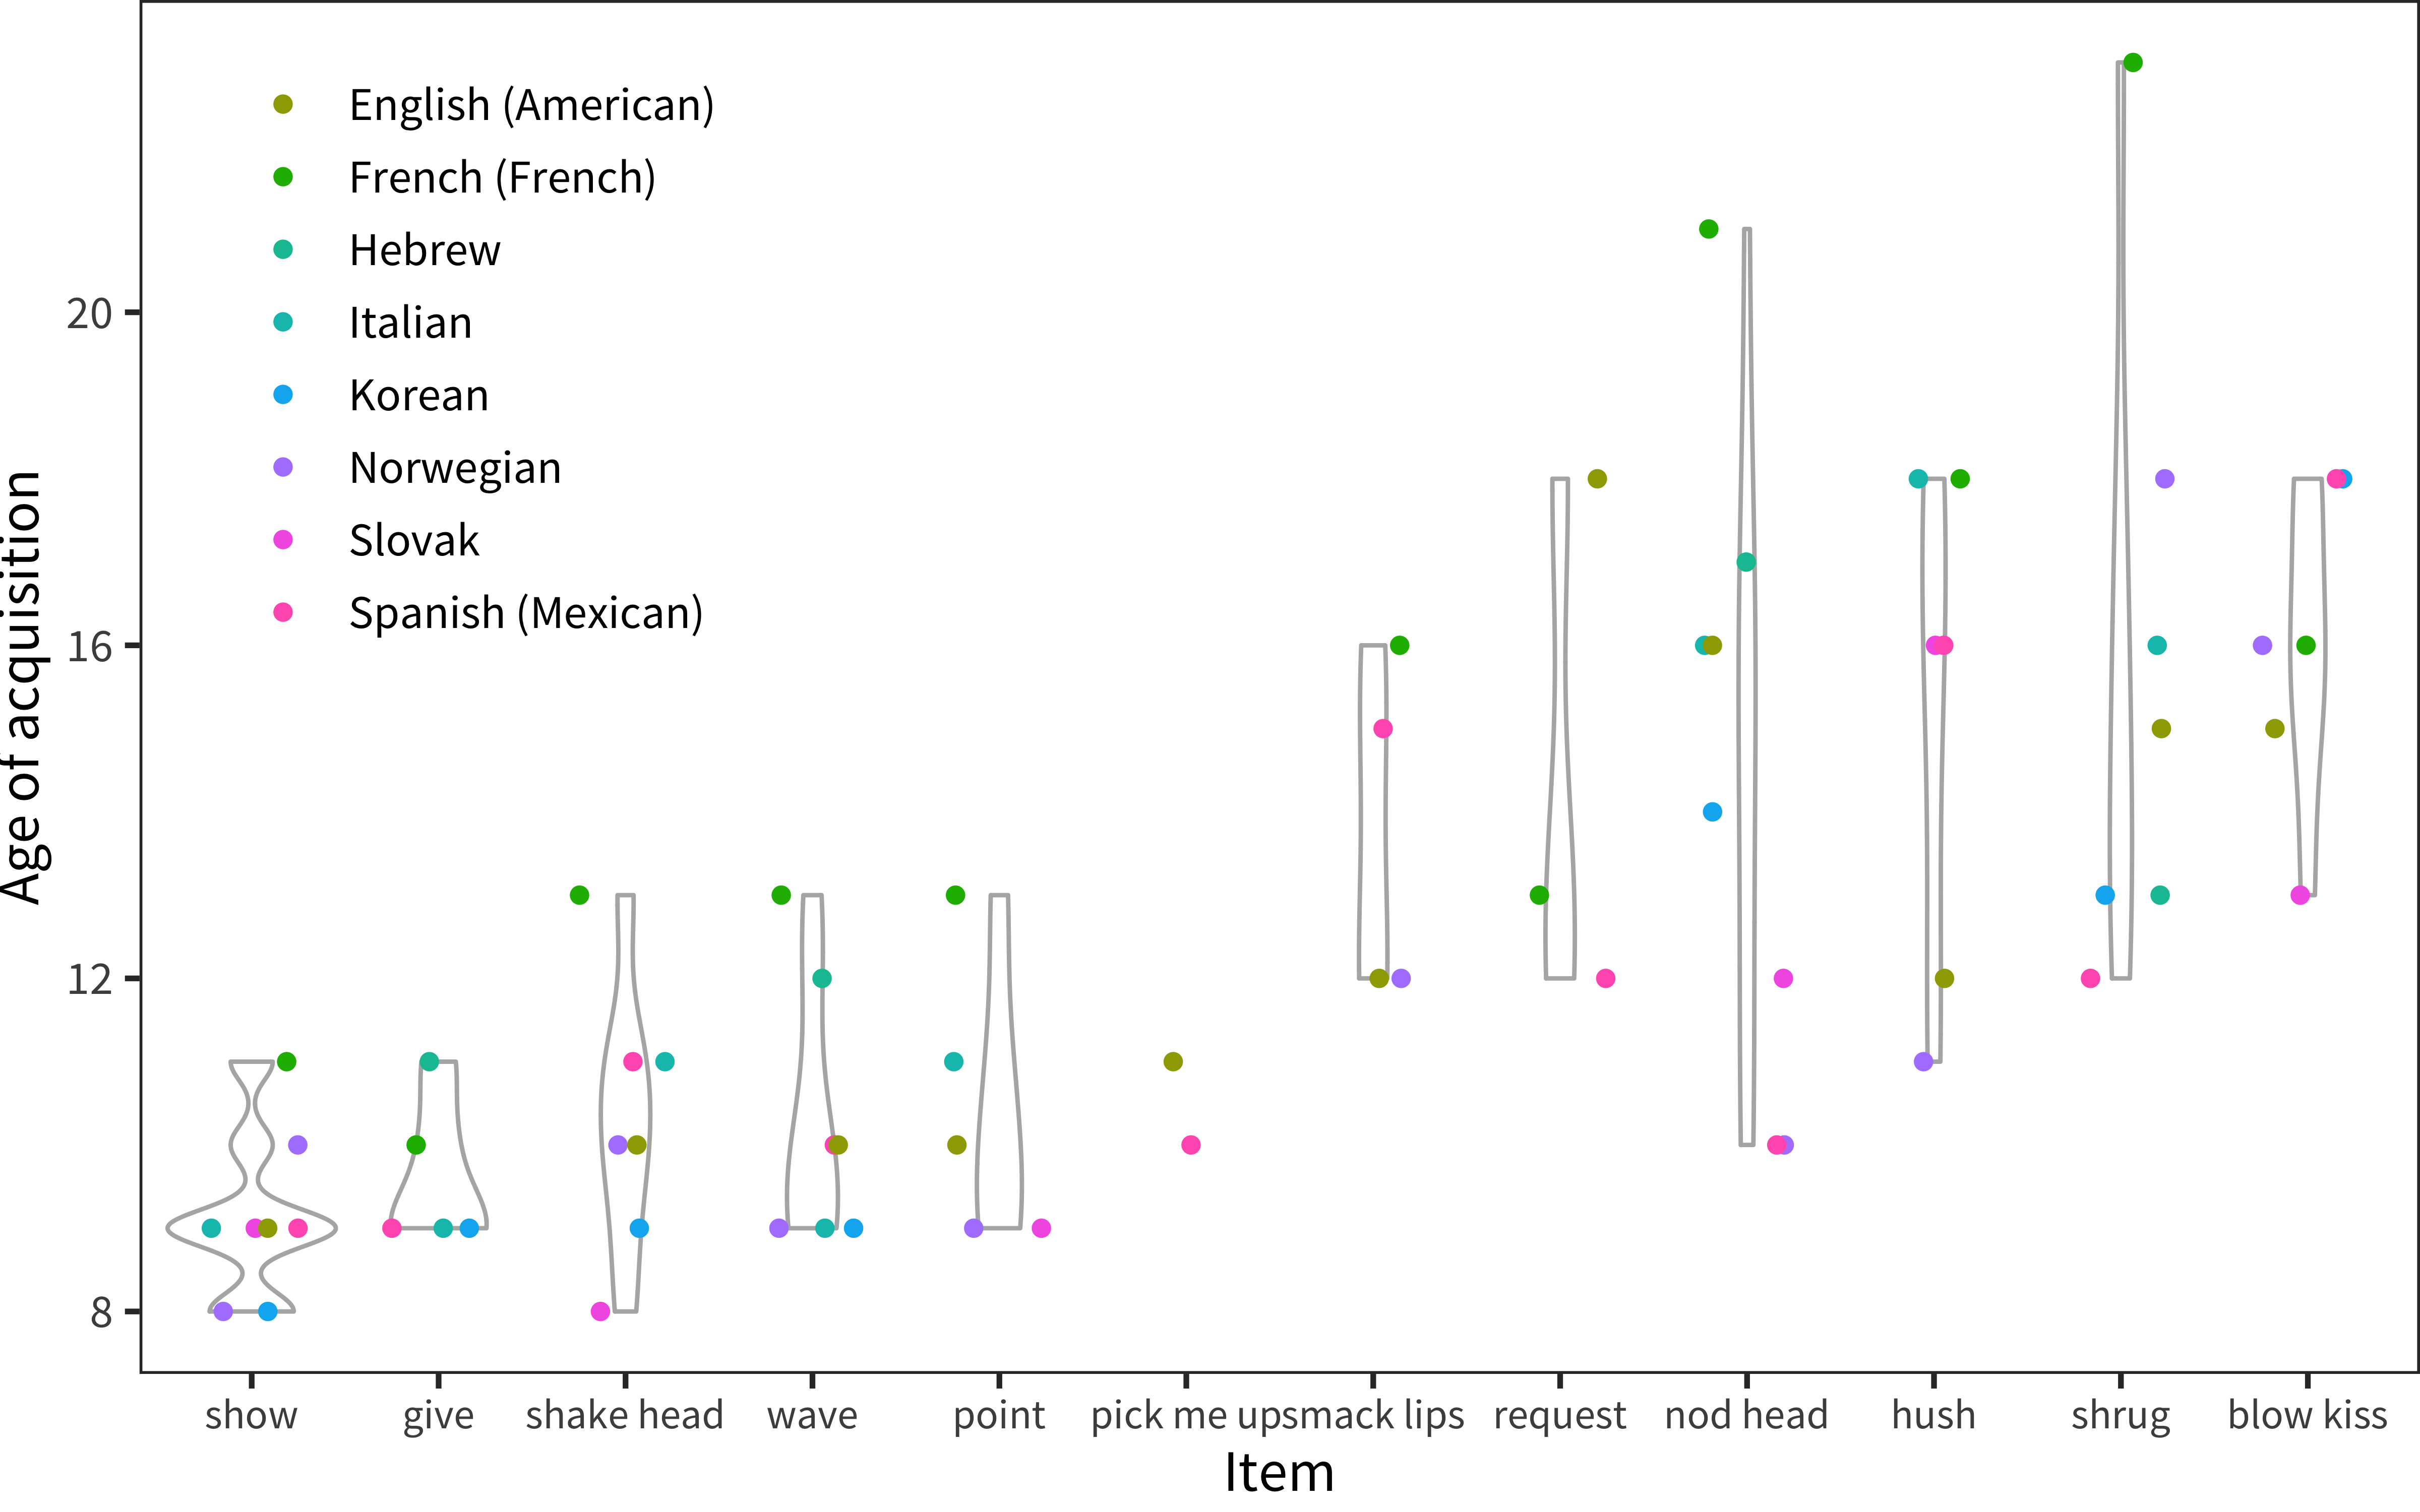 English (American)
French (French)
Hebrew
Italian
Korean
Norwegian
Slovak
Spanish (Mexican)
Age of acquisition
20
16
12
8
show give shake head wave point pick me up smack lips request nod head hush shrug blow kiss
Item